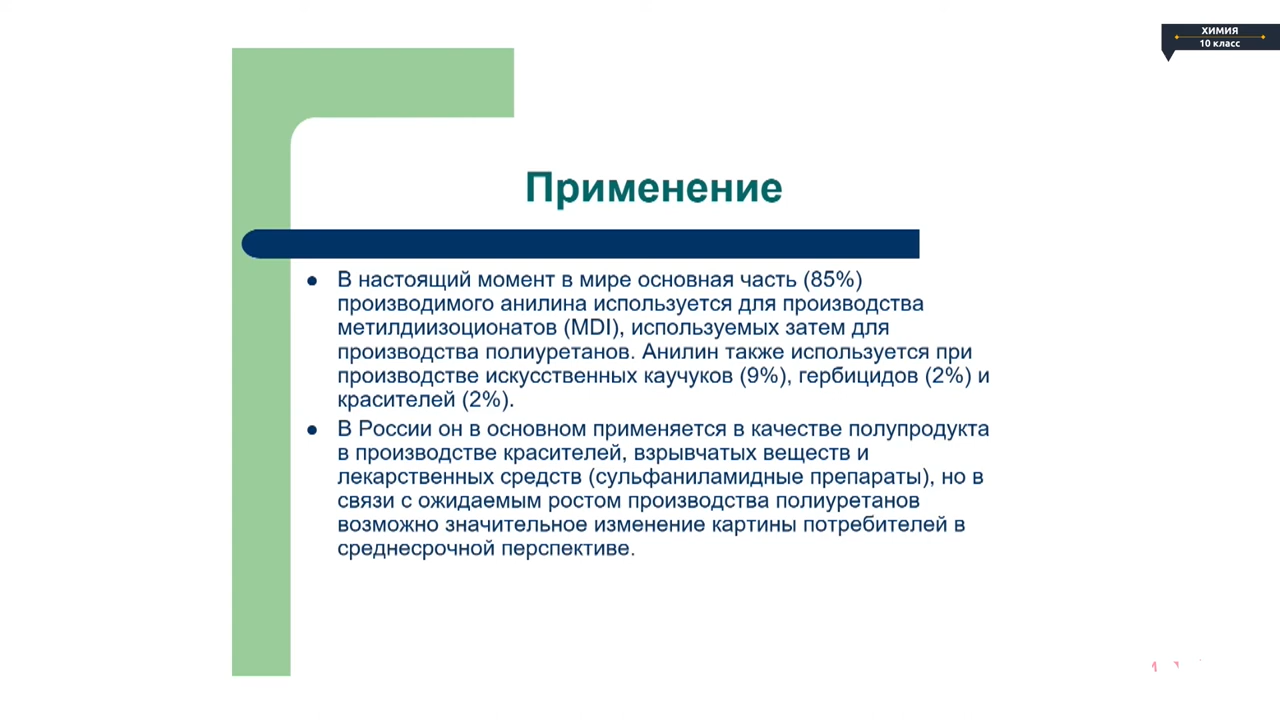 ХИМИЯ
10 класс
Применение
• В настоящий момент в мире основная часть (85%)
производимого анилина используется для производства
метилдиизоционатов (MDI), используемых затем для
производства полиуретанов. Анилин также используется при
производстве искусственных каучуков (9%), гербицидов (2%) и
красителей (2%).
• В России он в основном применяется в качестве полупродукта
в производстве красителей, взрывчатых веществ и
лекарственных средств (сульфаниламидные препараты), но в
связи с ожидаемым ростом производства полиуретанов
возможно значительное изменение картины потребителей в
среднесрочной перспективе.